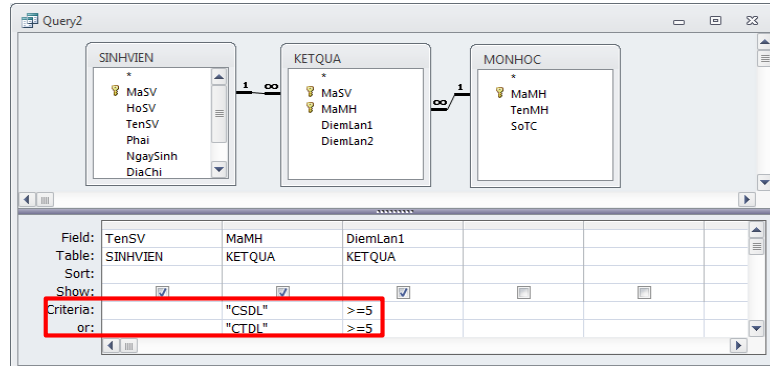 Query2
SINHVIEN
*
MaSV
HoSV
TenSV
Phai
NgaySinh
DiaChi
1 ∞
KETQUA
*
MaSV
MaMH
DiemLan1
DiemLan2
∞ 1
MONHOC
*
MaMH
TenMH
SoTC
Field: TenSV MaMH DiemLan1
Table: SINHVIEN KETQUA KETQUA
Sort:
Show:
Criteria: "CSDL" >=5
or: "CTDL" >=5